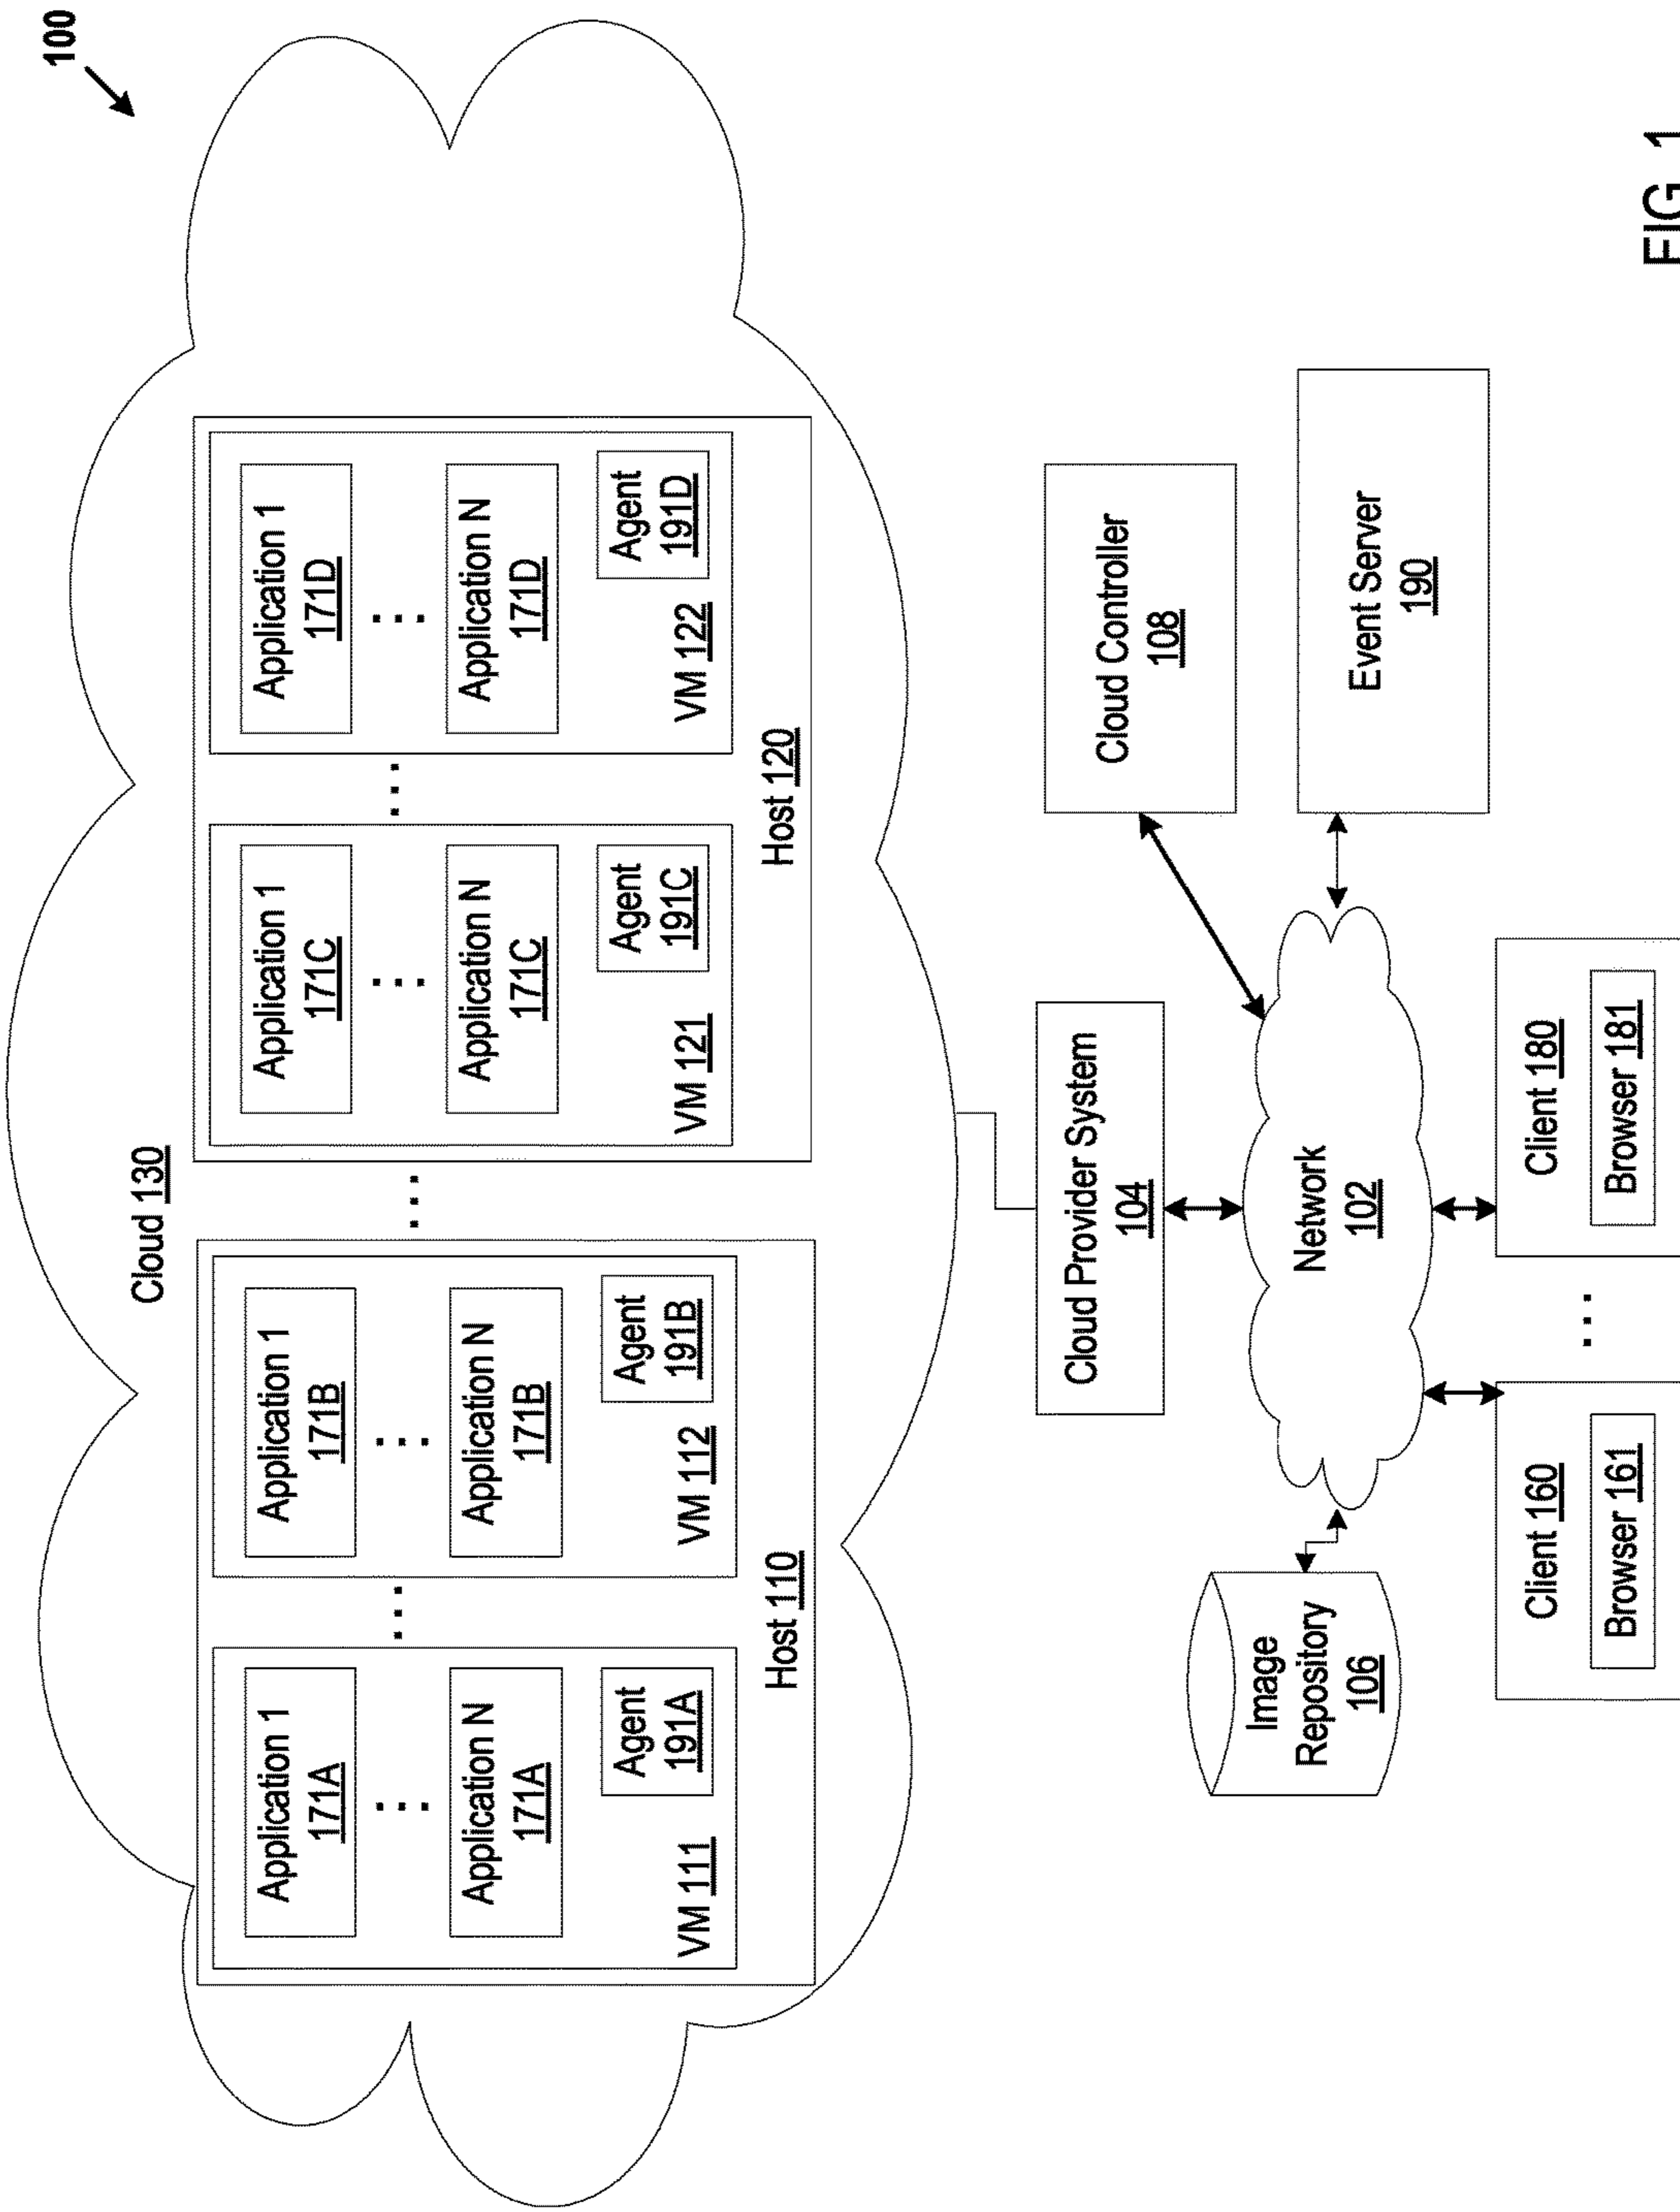 100
Cloud 130
Application 1
171A
Application N
171A
Agent
191A
VM 111
Application 1
171B
Application N
171B
Agent
191B
VM 112
Host 110
Application 1
171C
Application N
171C
Agent
191C
VM 121
Application 1
171D
Application N
171D
Agent
191D
VM 122
Host 120
Cloud Provider System
104
Cloud Controller
108
Image
Repository
106
Network
102
Event Server
190
Client 160
Browser 161
Client 180
Browser 181
FIG. 1